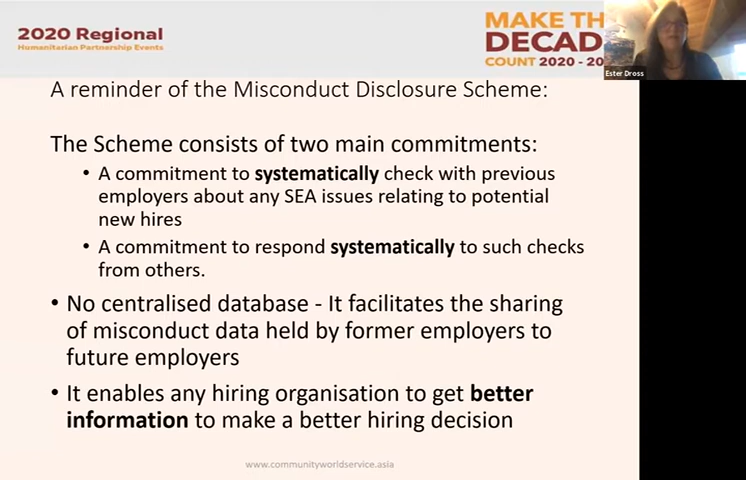 2020 Regional
Humanitarian Partnership Events
MAKE TH
DECAD
COUNT 2020 - 20
Ester Dross
A reminder of the Misconduct Disclosure Scheme:
The Scheme consists of two main commitments:
• A commitment to systematically check with previous
employers about any SEA issues relating to potential
new hires
• A commitment to respond systematically to such checks
from others.
• No centralised database - It facilitates the sharing
of misconduct data held by former employers to
future employers
• It enables any hiring organisation to get better
information to make a better hiring decision
www.communityworldservice.asia